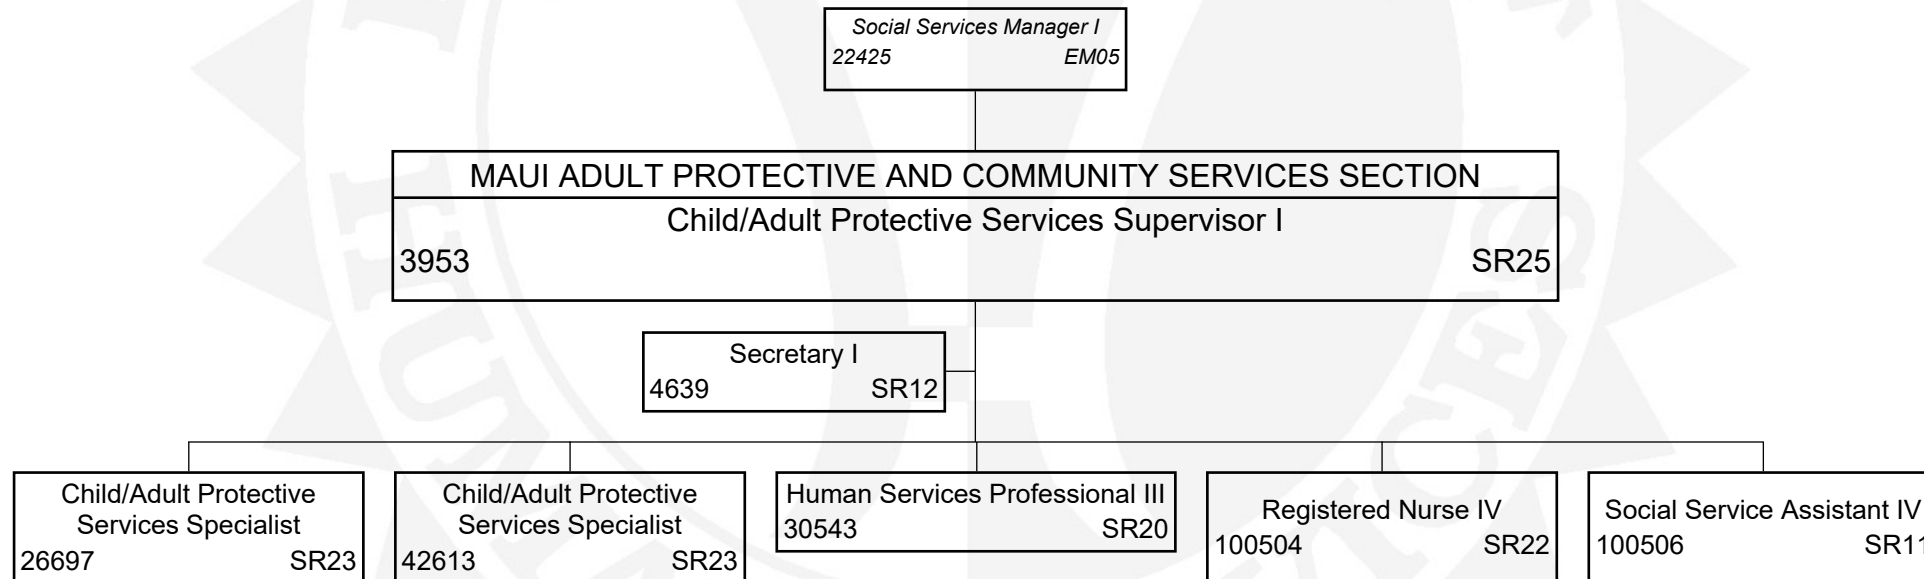 Social Services Manager I
22425 EM05
MAUI ADULT PROTECTIVE AND COMMUNITY SERVICES SECTION
Child/Adult Protective Services Supervisor I
3953 SR25
Secretary I
4639 SR12
Child/Adult Protective
Services Specialist
26697 SR23
Child/Adult Protective
Services Specialist
42613 SR23
Human Services Professional III
30543 SR20
Registered Nurse IV
100504 SR22
Social Service Assistant IV
100506 SR11